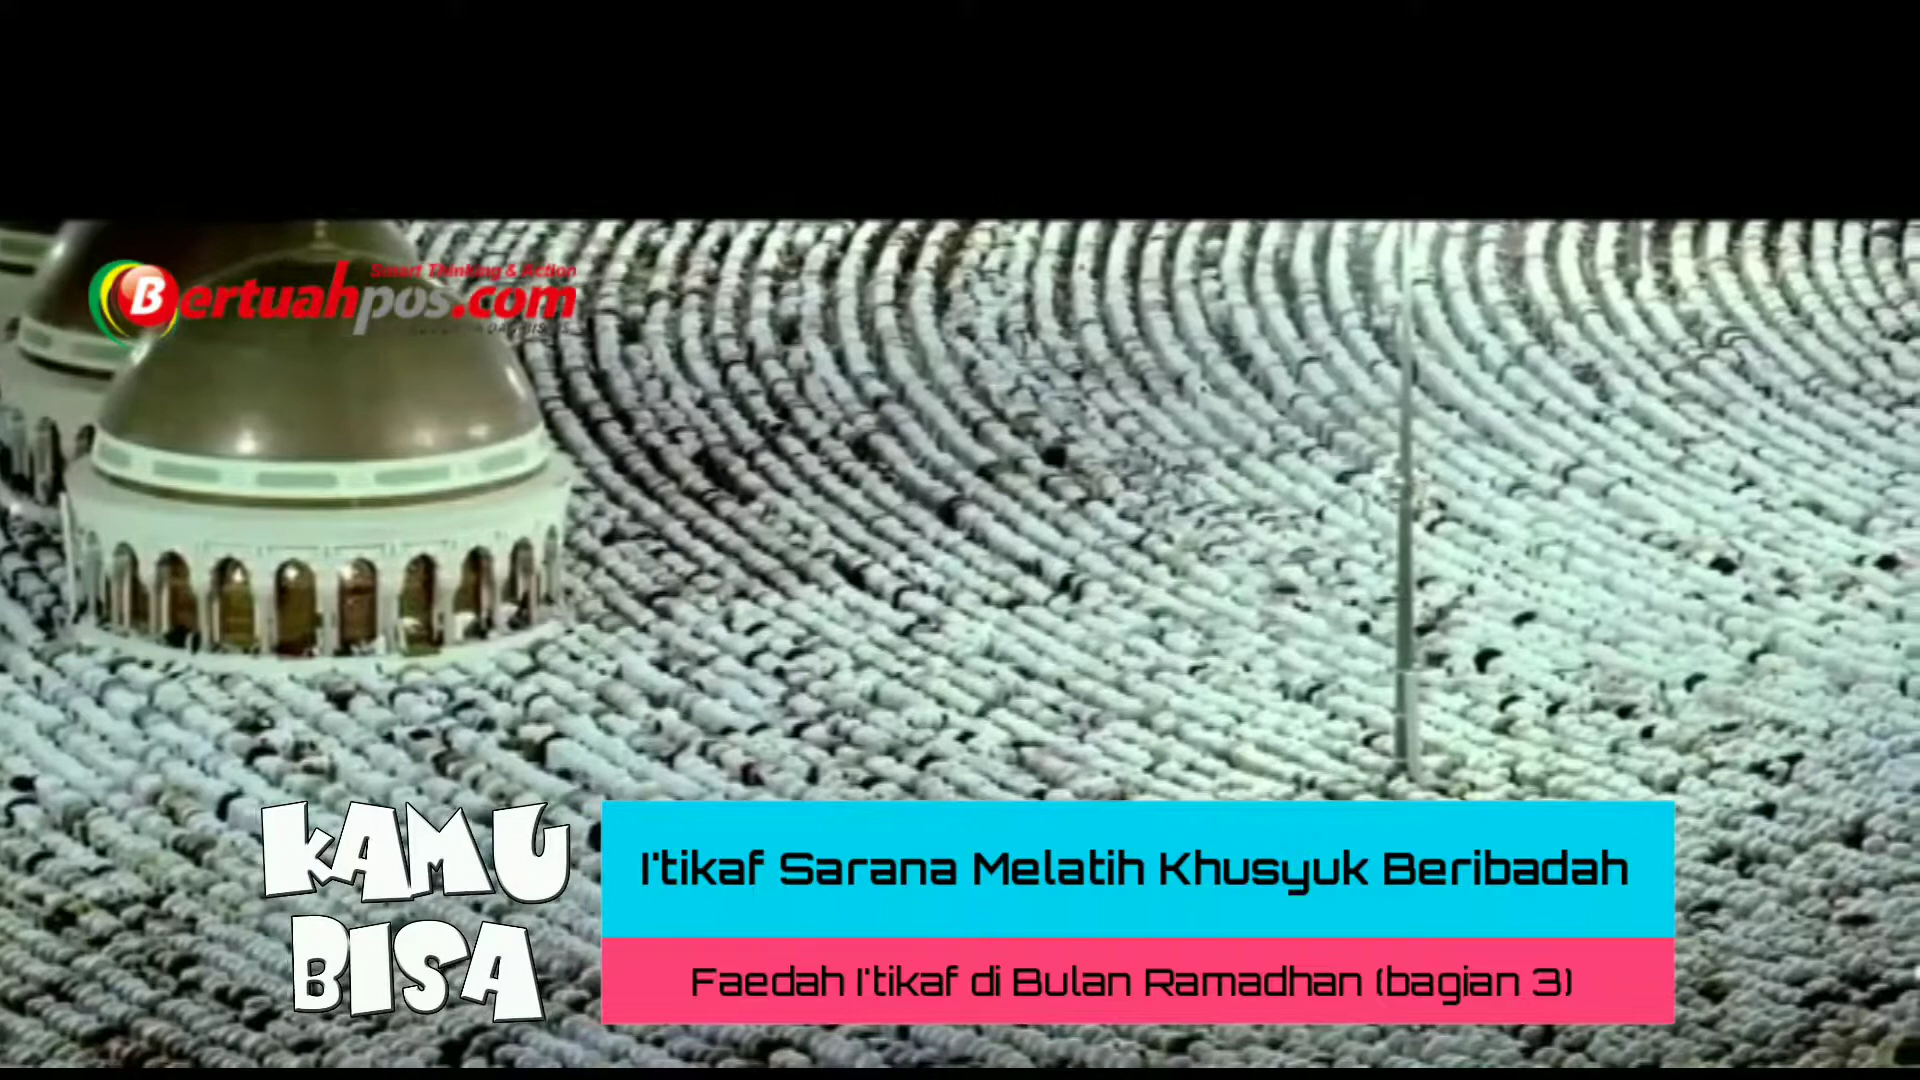 Smart Thinking & Action
Bertuahpos.com
KAMU
BISA
I'tikaf Sarana Melatih Khusyuk Beribadah
Faedah I'tikaf di Bulan Ramadhan (bagian 3)